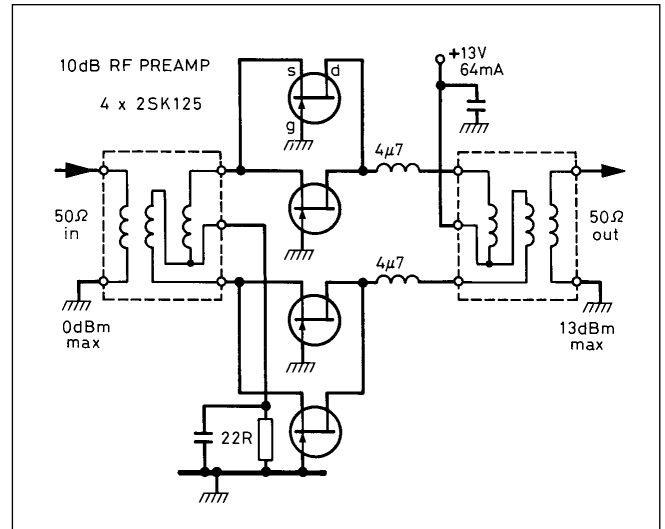 10dB RF PREAMP
4 x 2SK125
s
d
g
+13V
64mA
4µ7
50Ω
in
50Ω
out
4µ7
0dBm
max
13dBm
max
22R